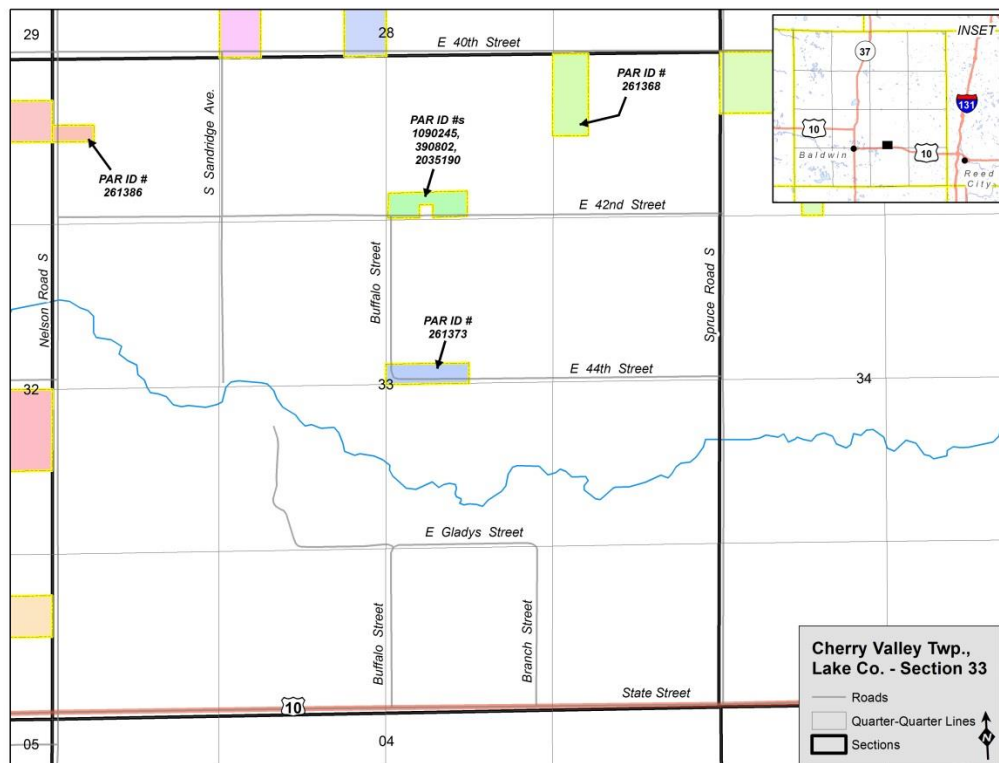 29
28
E 40th Street
INSET
37
131
10
Baldwin
10
Reed
City
PAR ID #
261368
PAR ID #s
1090245,
390802,
2035190
S Sandridge Ave.
PAR ID #
261386
E 42nd Street
Nelson Road S
Buffalo Street
Spruce Road S
PAR ID #
261373
E 44th Street
32
33
34
E Gladys Street
Buffalo Street
Branch Street
State Street
10
05
04
Cherry Valley Twp.,
Lake Co. - Section 33
Roads
Quarter-Quarter Lines
Sections
N